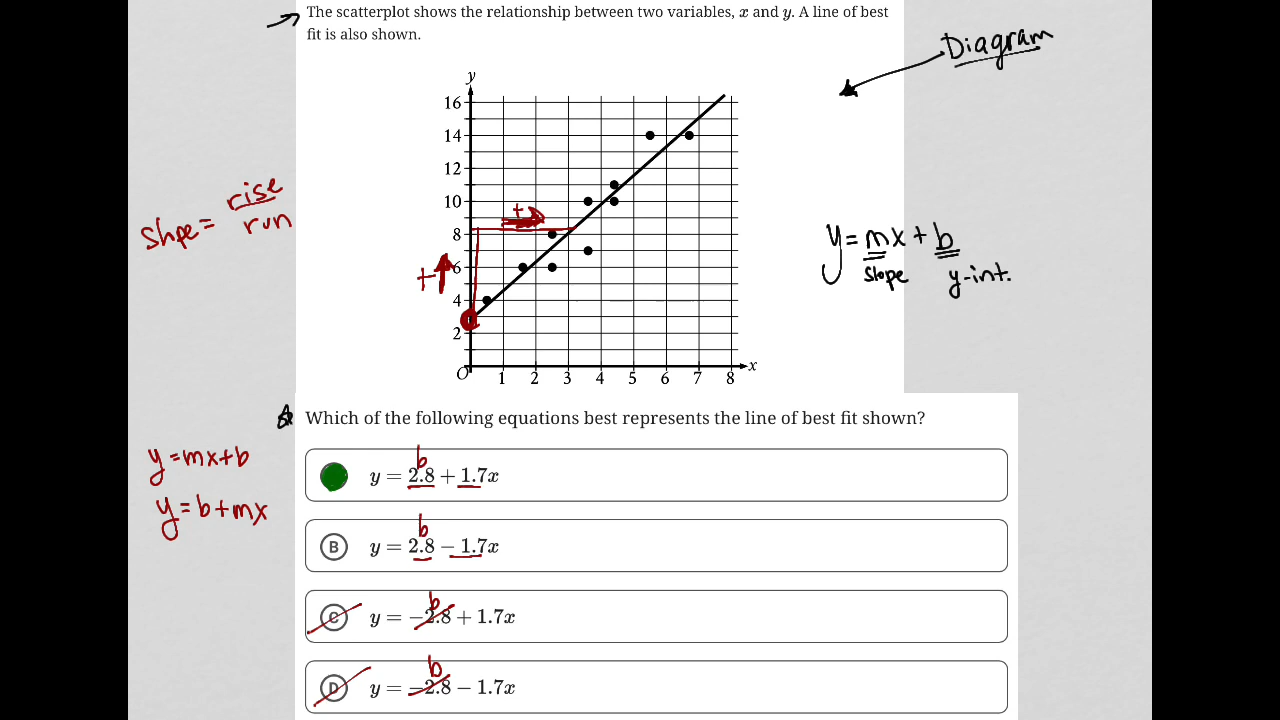 The scatterplot shows the relationship between two variables, x and y. A line of best
fit is also shown.
Diagram
y
16
14
12
10
8
6
4
2
O
1 2 3 4 5 6 7 8
x
+
+
slope = rise
run
y = mx + b
slope y-int.
Which of the following equations best represents the line of best fit shown?
y = mx+b
y = b+mx
b
y = 2.8 + 1.7x
b
B y = 2.8 − 1.7x
b
C y = −2.8 + 1.7x
b
D y = −2.8 − 1.7x